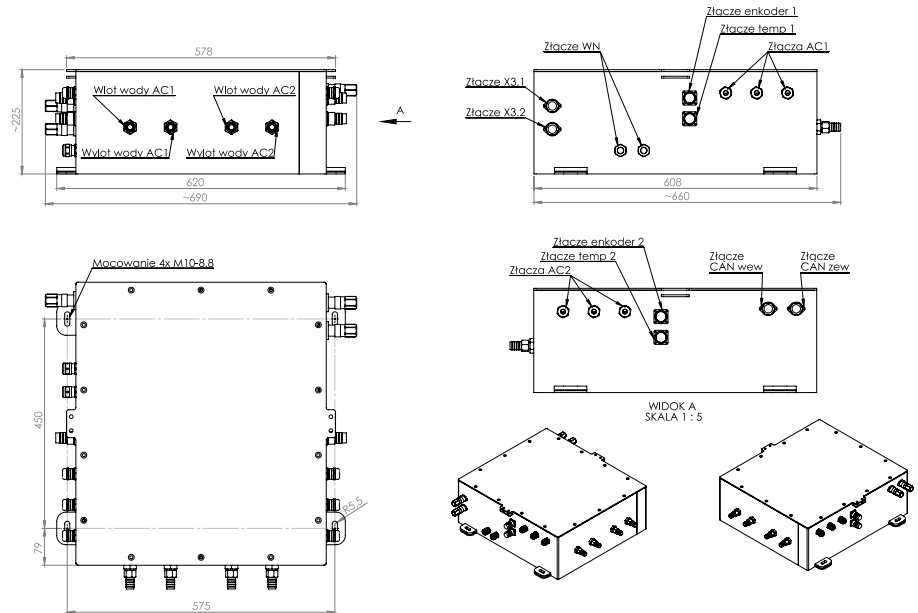 578
~225
Wlot wody AC1
Wlot wody AC2
Wylot wody AC1
Wylot wody AC2
620
~690
A
Złącze enkoder 1
Złącze temp 1
Złącze WN
Złącza AC1
Złącze X3.1
Złącze X3.2
608
~660
Mocowanie 4x M10-8.8
450
79
R5.5
575
Złącze enkoder 2
Złącze temp 2
Złącza AC2
Złącze
CAN wew
Złącze
CAN zew
WIDOK A
SKALA 1 : 5